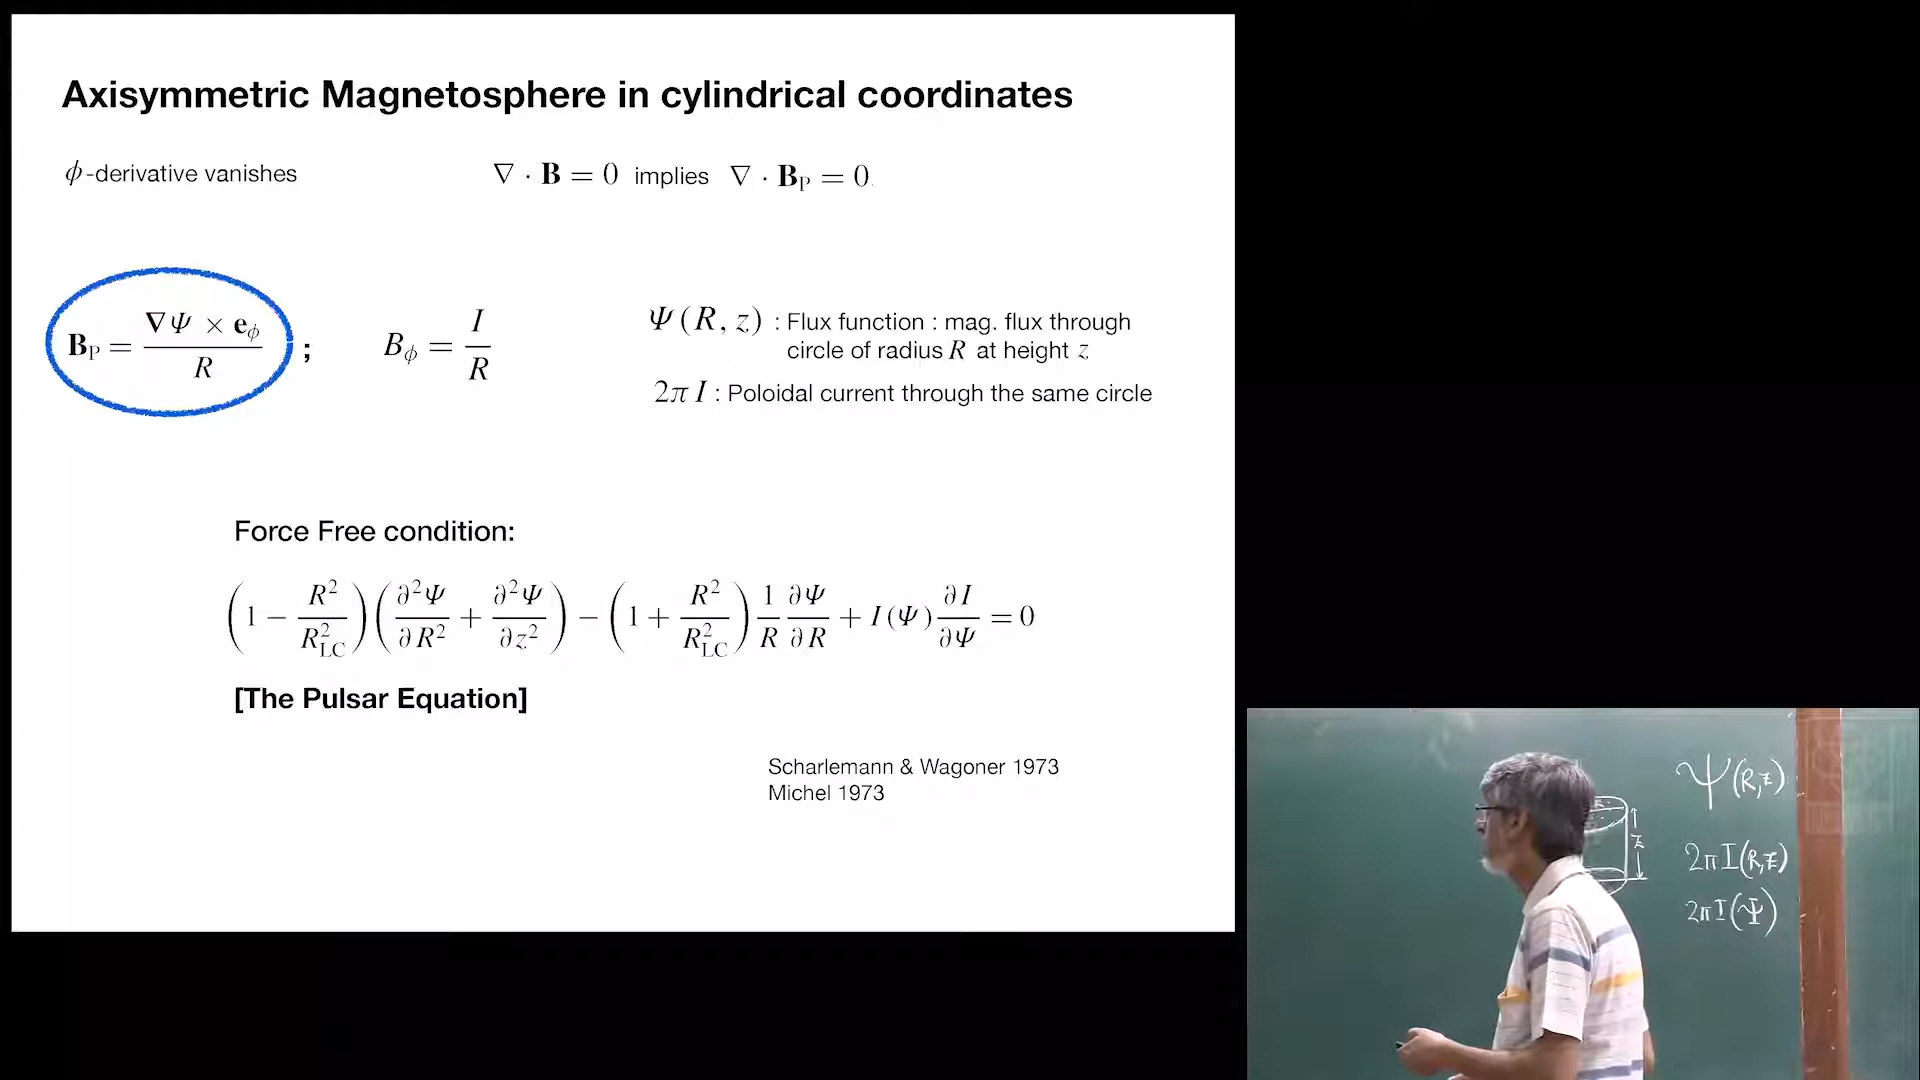 Axisymmetric Magnetosphere in cylindrical coordinates
ϕ-derivative vanishes
∇ · B = 0 implies ∇ · B_P = 0
B_P = ∇Ψ × e_ϕ / R ; B_ϕ = I / R
Ψ(R, z) : Flux function : mag. flux through
circle of radius R at height z
2π I : Poloidal current through the same circle
Force Free condition:
(1 − R²/R²_LC) (∂²Ψ/∂R² + ∂²Ψ/∂z²) − (1 + R²/R²_LC) 1/R ∂Ψ/∂R + I(Ψ) ∂I/∂Ψ = 0
[The Pulsar Equation]
Scharlemann & Wagoner 1973
Michel 1973
Ψ(R,z)
z
2πI(R,z)
2πI(Ψ)